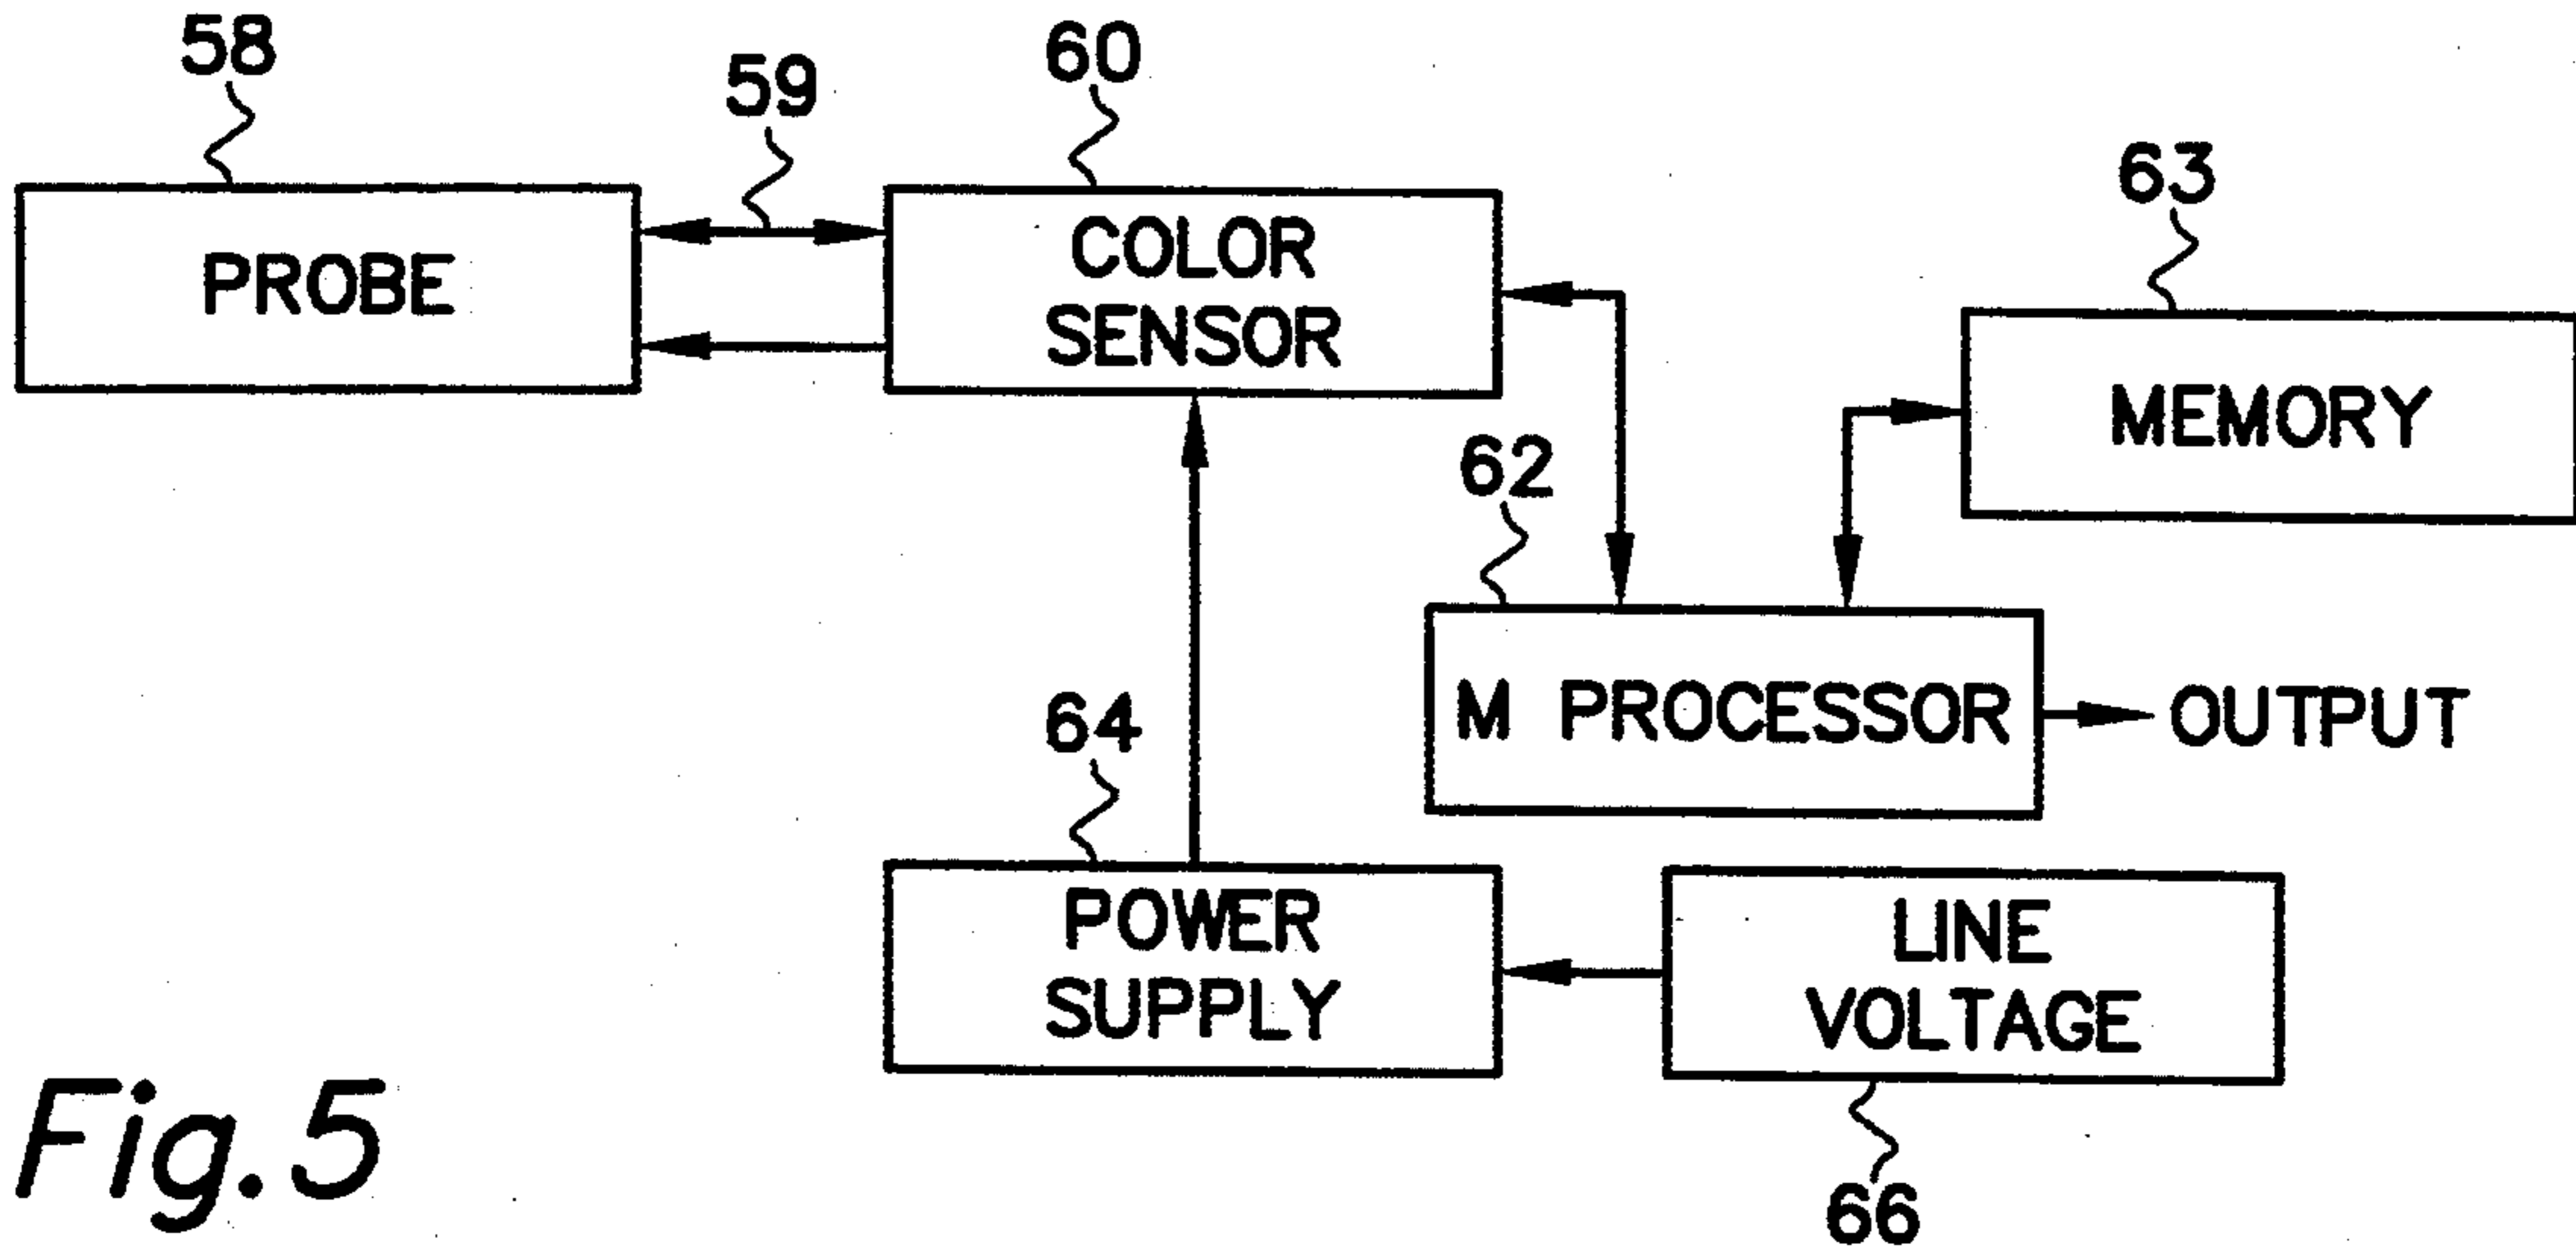 58
59
60
63
PROBE
COLOR
SENSOR
MEMORY
62
M PROCESSOR
OUTPUT
64
POWER
SUPPLY
LINE
VOLTAGE
66
Fig. 5